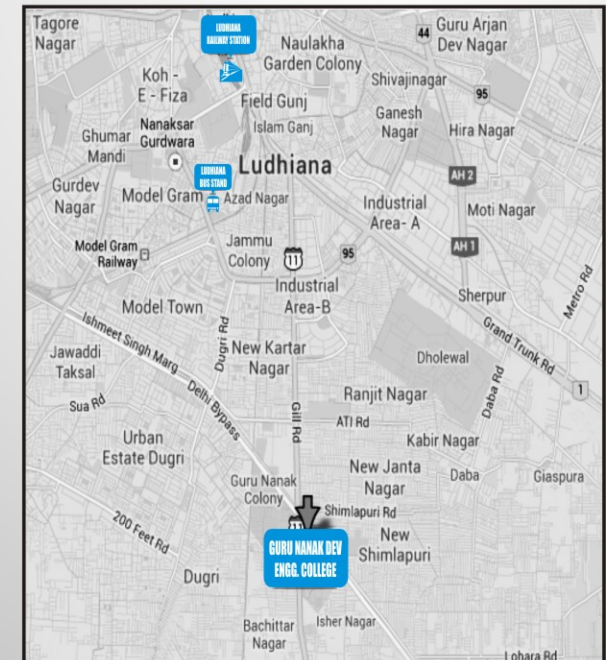 Tagore
Nagar
LUDHIANA
RAILWAY STATION
Naulakha
Garden Colony
44
Guru Arjan
Dev Nagar
Koh -
E - Fiza
Shivajinagar
95
Field Gunj
Ganesh
Nagar
Nanaksar
Gurdwara
Islam Ganj
Hira Nagar
Ghumar
Mandi
Ludhiana
AH 2
LUDHIANA
BUS STAND
Gurdev
Nagar
Model Gram
Azad Nagar
Industrial
Area- A
Moti Nagar
Model Gram
Railway
Jammu
Colony
11
95
AH 1
Industrial
Area-B
Sherpur
Metro Rd
Model Town
Ishmeet Singh Marg
Dugri Rd
Grand Trunk Rd
Jawaddi
Taksal
New Kartar
Nagar
Dholewal
Delhi Bypass
Daba Rd
1
Sua Rd
Ranjit Nagar
Gill Rd
ATI Rd
Urban
Estate Dugri
Kabir Nagar
New Janta
Nagar
Daba
Giaspura
Guru Nanak
Colony
Shimlapuri Rd
200 Feet Rd
11
New
Shimlapuri
GURU NANAK DEV
ENGG. COLLEGE
Dugri
Bachittar
Nagar
Isher Nagar
Lohara Rd